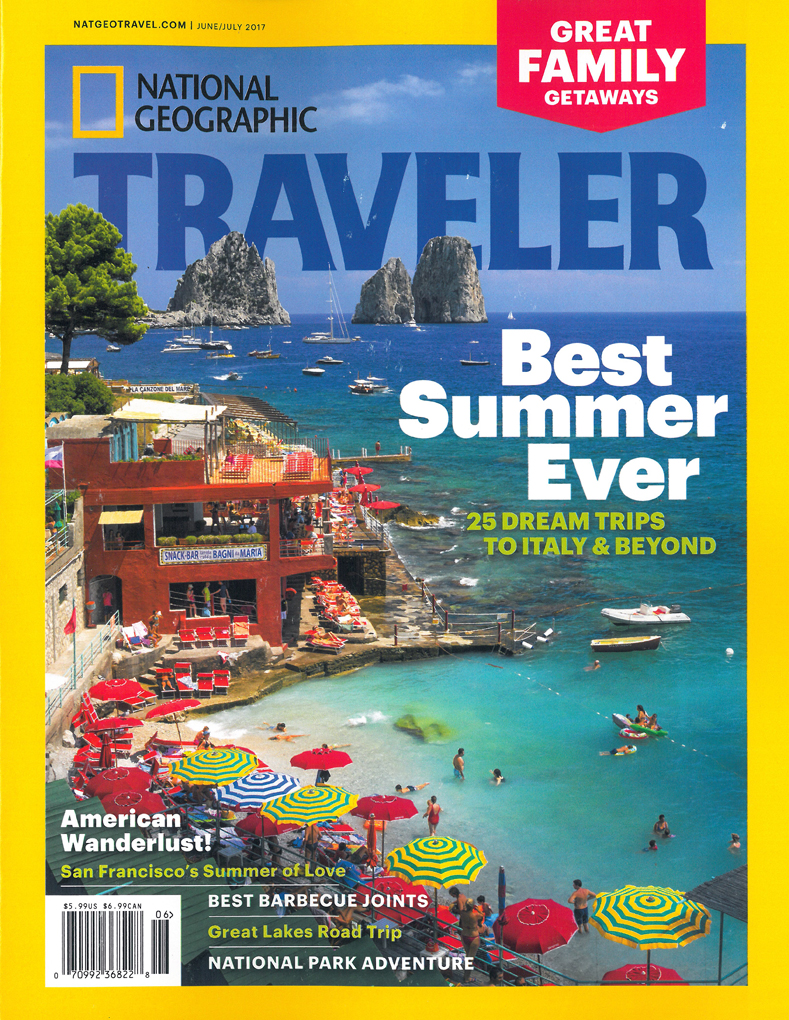 NATGEOTRAVEL.COM | JUNE/JULY 2017
GREAT
FAMILY
GETAWAYS
NATIONAL
GEOGRAPHIC
TRAVELER
Best
Summer
Ever
25 DREAM TRIPS
TO ITALY & BEYOND
LA CANZONE DEL MARE
SNACK-BAR BAGNI di MARIA
American
Wanderlust!
San Francisco's Summer of Love
BEST BARBECUE JOINTS
Great Lakes Road Trip
NATIONAL PARK ADVENTURE
$5.99US $6.99CAN
06>
0 70992 36822 8